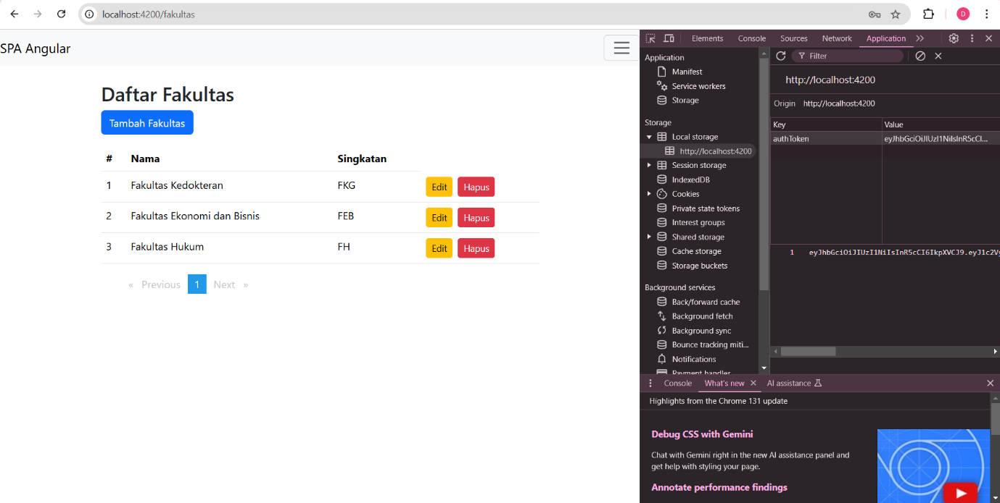 localhost:4200/fakultas
D
SPA Angular
Daftar Fakultas
Tambah Fakultas
# Nama Singkatan
1 Fakultas Kedokteran FKG Edit Hapus
2 Fakultas Ekonomi dan Bisnis FEB Edit Hapus
3 Fakultas Hukum FH Edit Hapus
« Previous 1 Next »
Elements Console Sources Network Application
Application
Manifest
Service workers
Storage
Storage
Local storage
http://localhost:4200
Session storage
IndexedDB
Cookies
Private state tokens
Interest groups
Shared storage
Cache storage
Storage buckets
Background services
Back/forward cache
Background fetch
Background sync
Bounce tracking miti...
Notifications
Payment handler
Filter
http://localhost:4200
Origin http://localhost:4200
Key Value
authToken eyJhbGciOiJIUzI1NiIsInR5cCI...
1 eyJhbGciOiJIUzI1NiIsInR5cCI6IkpXVCJ9.eyJ1c2Vy
Console What's new AI assistance
Highlights from the Chrome 131 update
Debug CSS with Gemini
Chat with Gemini right in the new AI assistance panel and
get help with styling your page.
Annotate performance findings